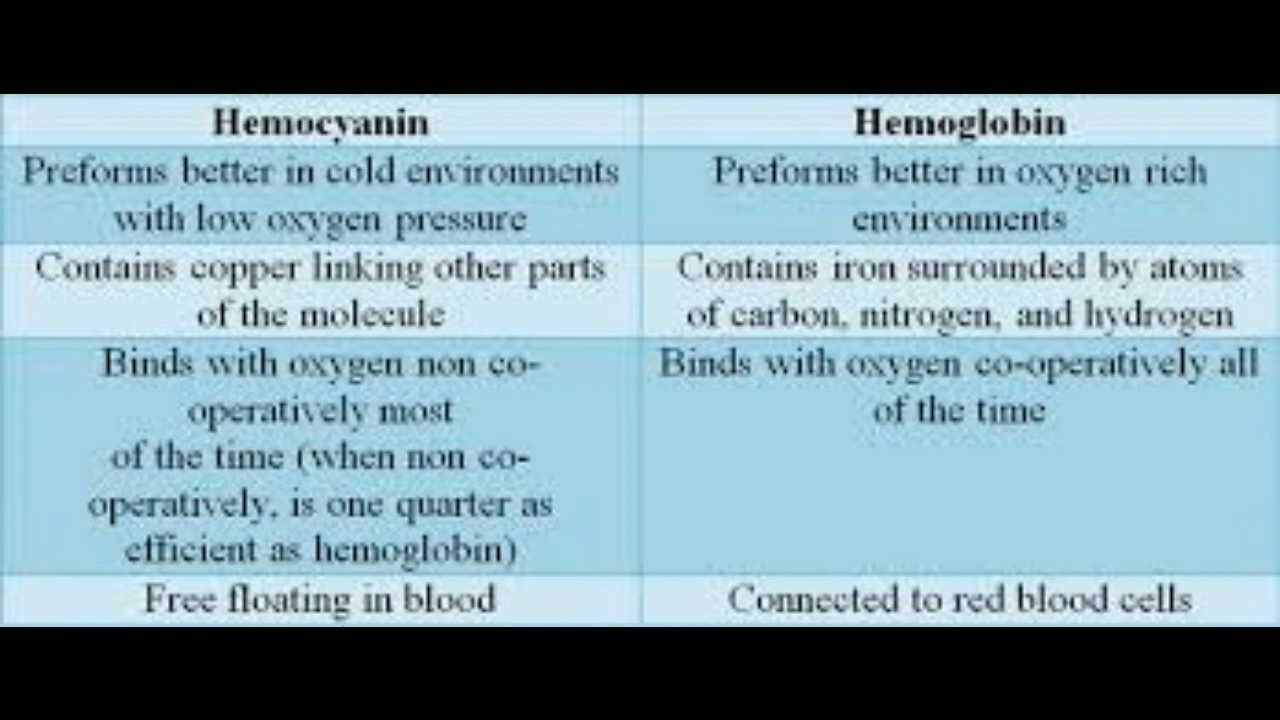 Hemocyanin
Hemoglobin
Preforms better in cold environments
with low oxygen pressure
Preforms better in oxygen rich
environments
Contains copper linking other parts
of the molecule
Contains iron surrounded by atoms
of carbon, nitrogen, and hydrogen
Binds with oxygen non co-
operatively most
of the time (when non co-
operatively, is one quarter as
efficient as hemoglobin)
Binds with oxygen co-operatively all
of the time
Free floating in blood
Connected to red blood cells